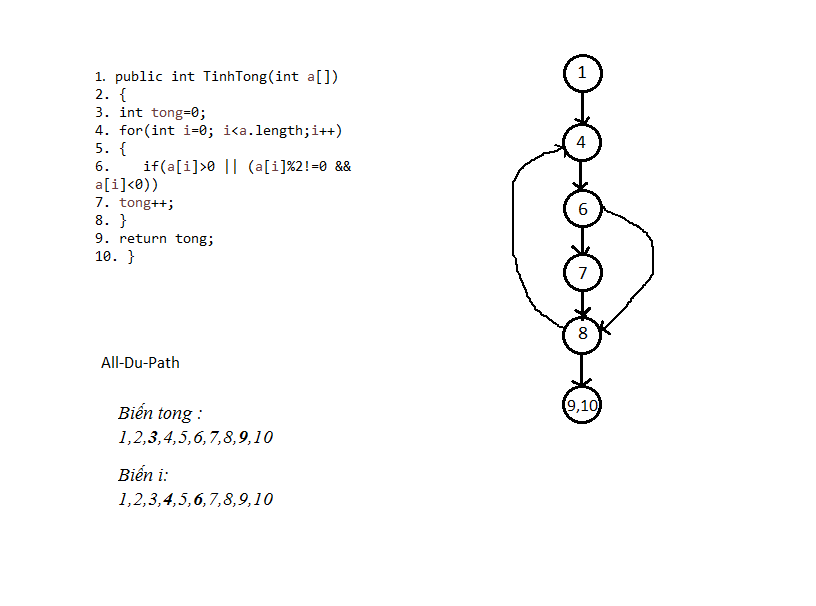 1. public int TinhTong(int a[])
2. {
3. int tong=0;
4. for(int i=0; i<a.length;i++)
5. {
6.    if(a[i]>0 || (a[i]%2!=0 &&
a[i]<0))
7. tong++;
8. }
9. return tong;
10. }
All-Du-Path
Biến tong :
1,2,3,4,5,6,7,8,9,10
Biến i:
1,2,3,4,5,6,7,8,9,10
1
4
6
7
8
9,10